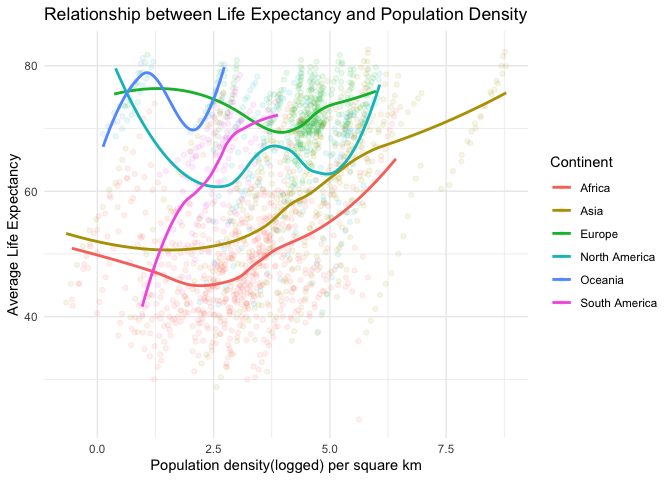 Relationship between Life Expectancy and Population Density
80
60
40
Average Life Expectancy
0.0 2.5 5.0 7.5
Population density(logged) per square km
Continent
Africa
Asia
Europe
North America
Oceania
South America